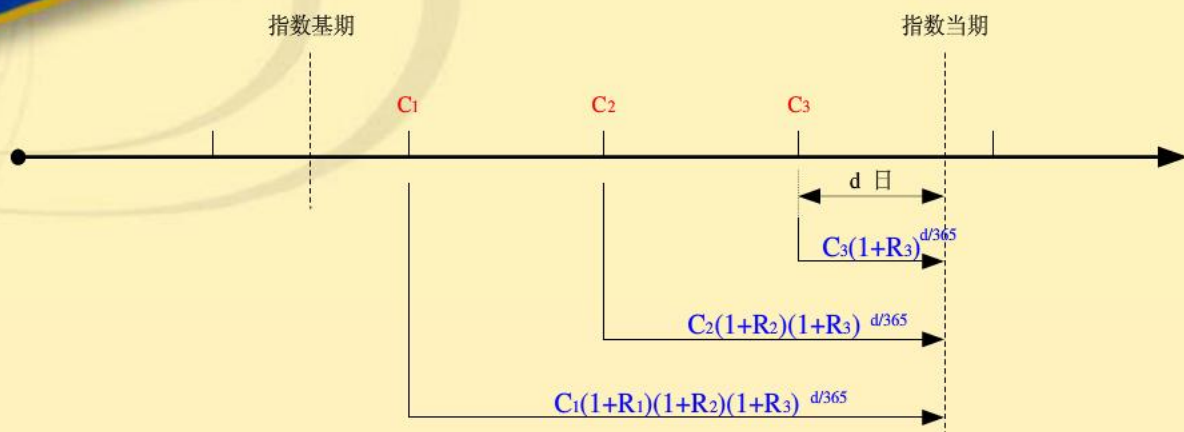 指数基期 指数当期
C₁ C₂ C₃
d 日
C₃(1+R₃)^d/365
C₂(1+R₂)(1+R₃) ^d/365
C₁(1+R₁)(1+R₂)(1+R₃) ^d/365